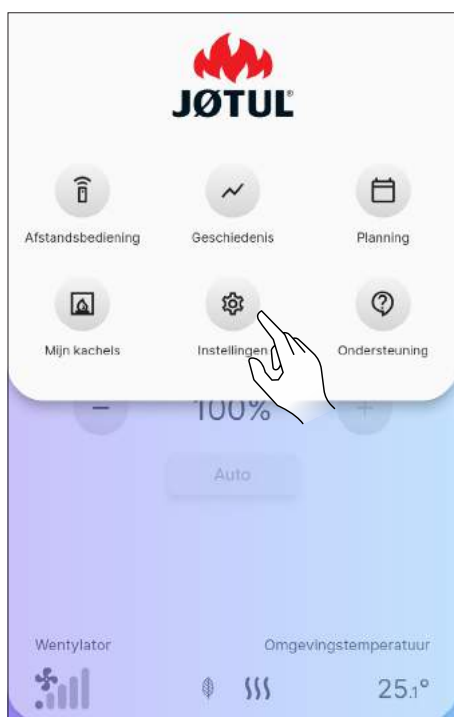 JØTUL®
Afstandsbediening Geschiedenis Planning
Mijn kachels Instellingen Ondersteuning
− 100% +
Auto
Wentylator Omgevingstemperatuur
25.1°